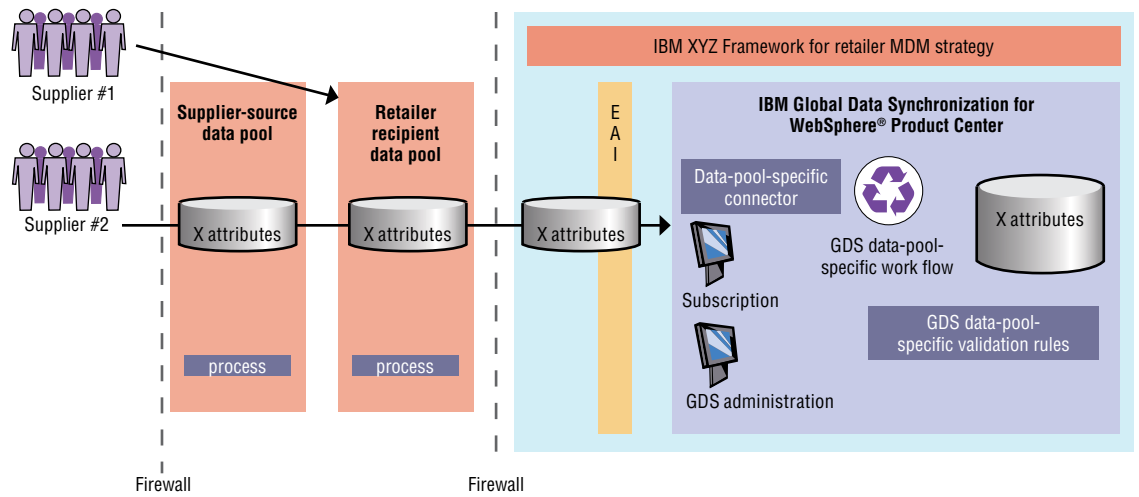 IBM XYZ Framework for retailer MDM strategy
Supplier #1
Supplier-source
data pool
Retailer
recipient
data pool
E
A
I
IBM Global Data Synchronization for
WebSphere® Product Center
Supplier #2
X attributes
X attributes
X attributes
Data-pool-specific
connector
GDS data-pool-
specific work flow
X attributes
Subscription
GDS data-pool-
specific validation rules
process
process
GDS administration
Firewall
Firewall